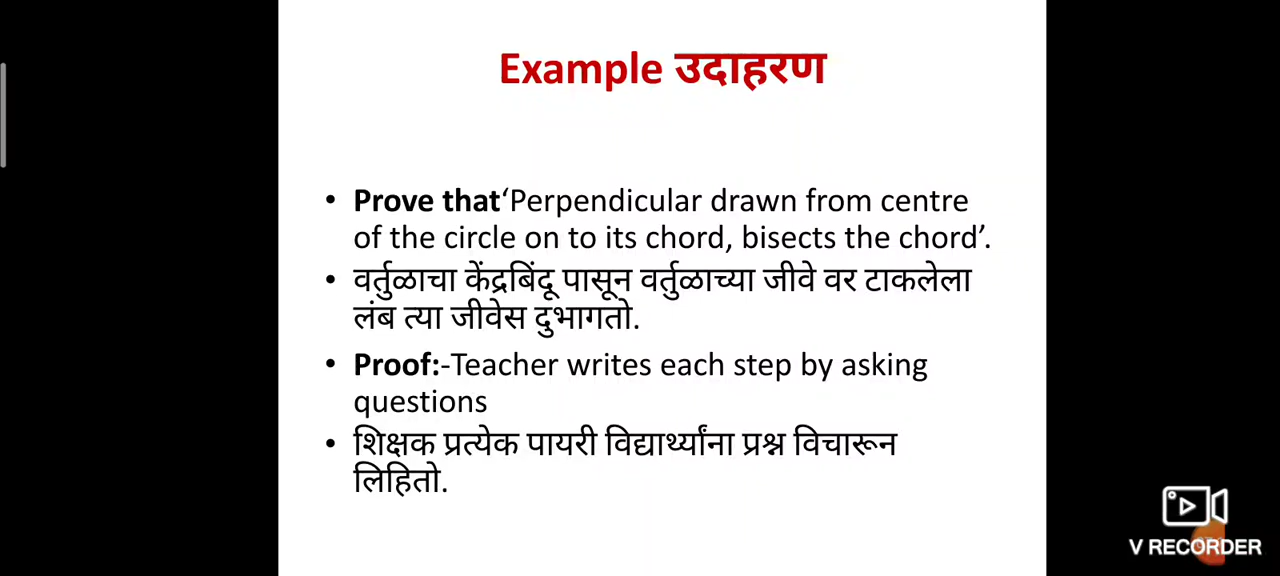 Example उदाहरण
• Prove that‘Perpendicular drawn from centre
of the circle on to its chord, bisects the chord’.
• वर्तुळाचा केंद्रबिंदू पासून वर्तुळाच्या जीवे वर टाकलेला
लंब त्या जीवेस दुभागतो.
• Proof:-Teacher writes each step by asking
questions
• शिक्षक प्रत्येक पायरी विद्यार्थ्यांना प्रश्न विचारून
लिहितो.
V RECORDER